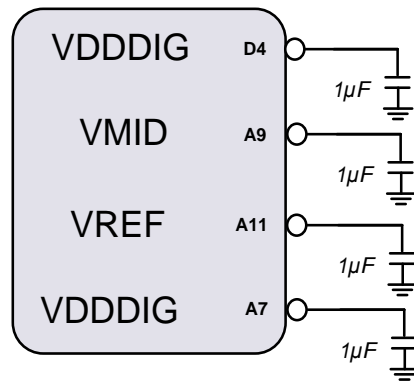 VDDDIG D4
1µF
VMID A9
1µF
VREF A11
1µF
VDDDIG A7
1µF